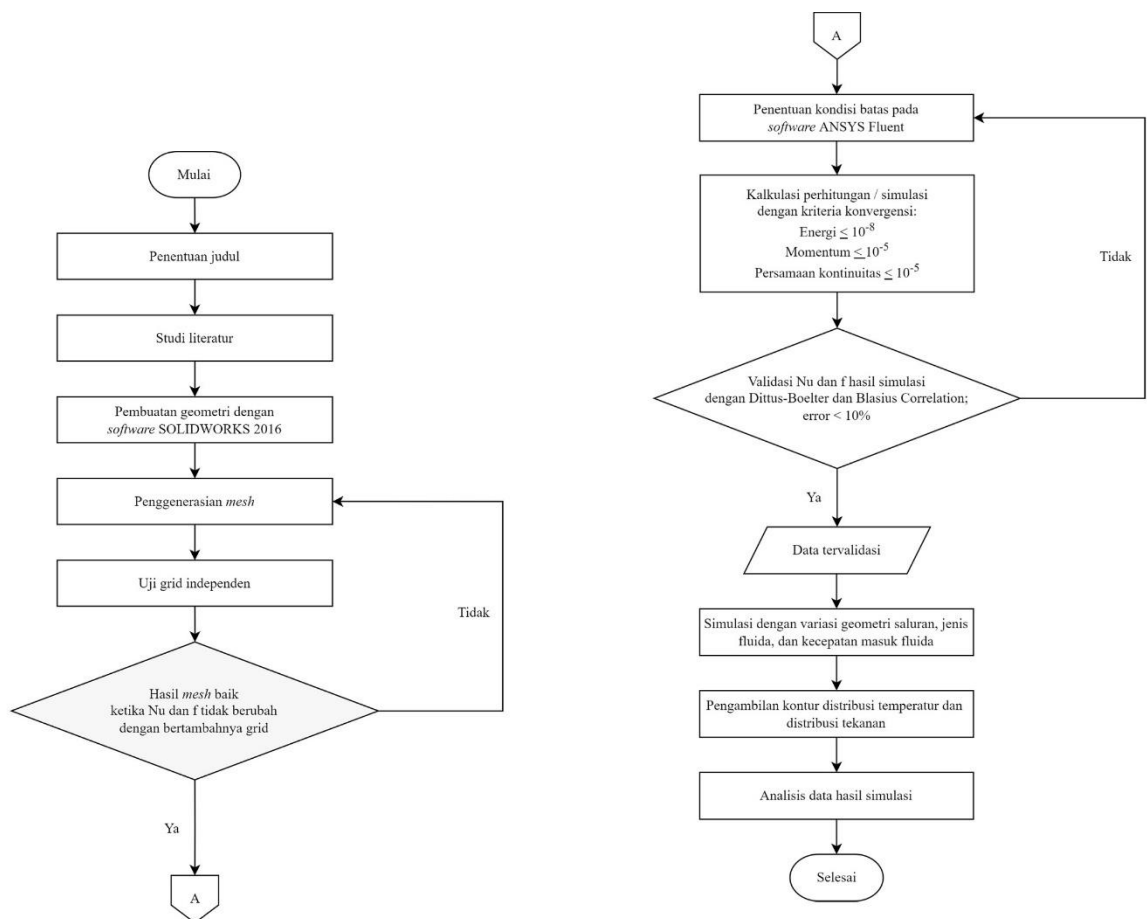 Mulai
Penentuan judul
Studi literatur
Pembuatan geometri dengan
software SOLIDWORKS 2016
Penggenerasian mesh
Uji grid independen
Tidak
Hasil mesh baik
ketika Nu dan f tidak berubah
dengan bertambahnya grid
Ya
A
A
Penentuan kondisi batas pada
software ANSYS Fluent
Kalkulasi perhitungan / simulasi
dengan kriteria konvergensi:
Energi ≤ 10⁻⁸
Momentum ≤ 10⁻⁵
Persamaan kontinuitas ≤ 10⁻⁵
Tidak
Validasi Nu dan f hasil simulasi
dengan Dittus-Boelter dan Blasius Correlation;
error < 10%
Ya
Data tervalidasi
Simulasi dengan variasi geometri saluran, jenis
fluida, dan kecepatan masuk fluida
Pengambilan kontur distribusi temperatur dan
distribusi tekanan
Analisis data hasil simulasi
Selesai